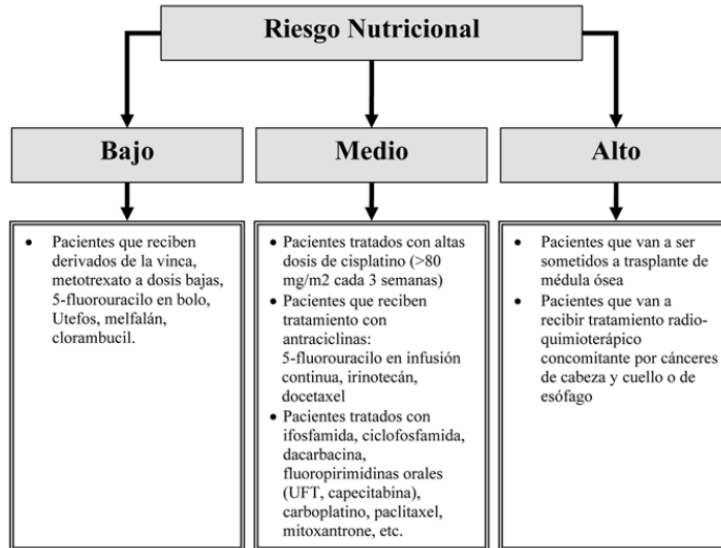 Riesgo Nutricional
Bajo
Medio
Alto
• Pacientes que reciben
derivados de la vinca,
metotrexato a dosis bajas,
5-fluorouracilo en bolo,
Utefos, melfalán,
clorambucil.
• Pacientes tratados con altas
dosis de cisplatino (>80
mg/m2 cada 3 semanas)
• Pacientes que reciben
tratamiento con
antraciclinas:
5-fluorouracilo en infusión
continua, irinotecán,
docetaxel
• Pacientes tratados con
ifosfamida, ciclofosfamida,
dacarbacina,
fluoropirimidinas orales
(UFT, capecitabina),
carboplatino, paclitaxel,
mitoxantrone, etc.
• Pacientes que van a ser
sometidos a trasplante de
médula ósea
• Pacientes que van a
recibir tratamiento radio-
quimioterápico
concomitante por cánceres
de cabeza y cuello o de
esófago